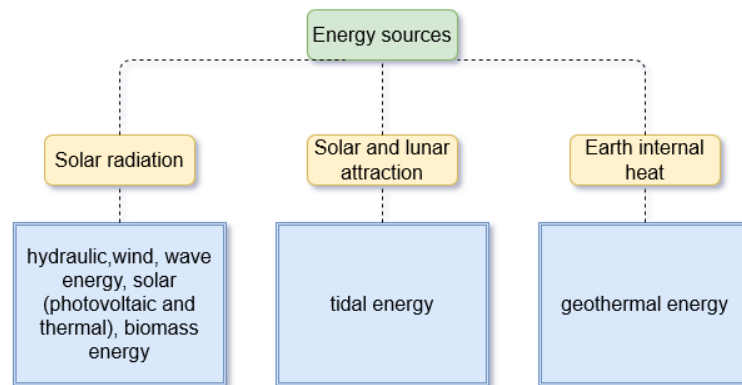 Energy sources
Solar radiation
Solar and lunar
attraction
Earth internal
heat
hydraulic,wind, wave
energy, solar
(photovoltaic and
thermal), biomass
energy
tidal energy
geothermal energy